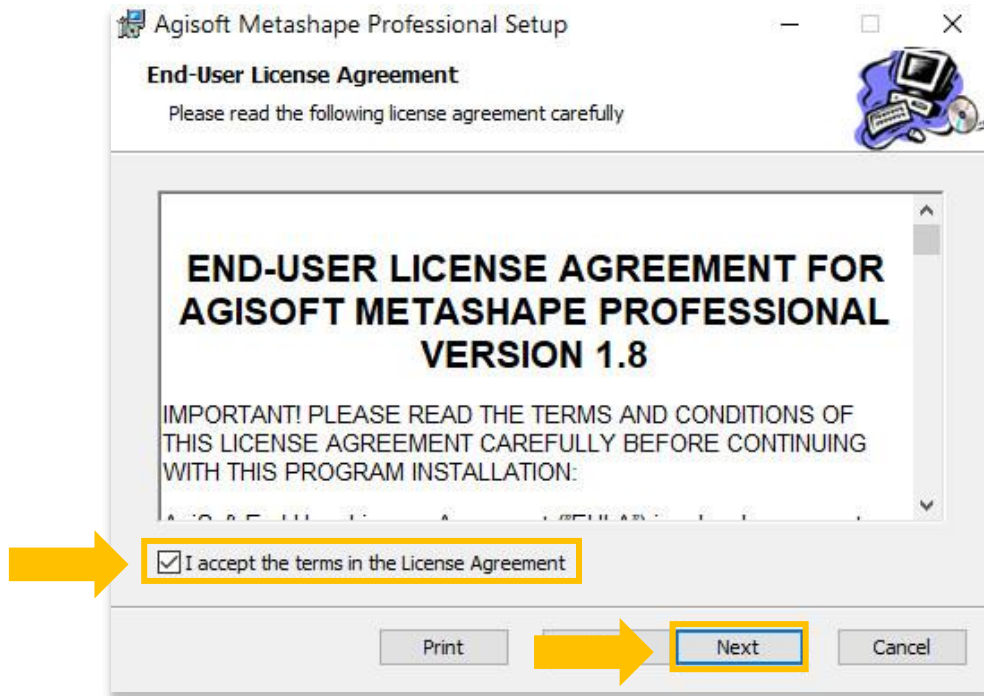 Agisoft Metashape Professional Setup
End-User License Agreement
Please read the following license agreement carefully
END-USER LICENSE AGREEMENT FOR
AGISOFT METASHAPE PROFESSIONAL
VERSION 1.8
IMPORTANT! PLEASE READ THE TERMS AND CONDITIONS OF
THIS LICENSE AGREEMENT CAREFULLY BEFORE CONTINUING
WITH THIS PROGRAM INSTALLATION:
I accept the terms in the License Agreement
Print
Next
Cancel